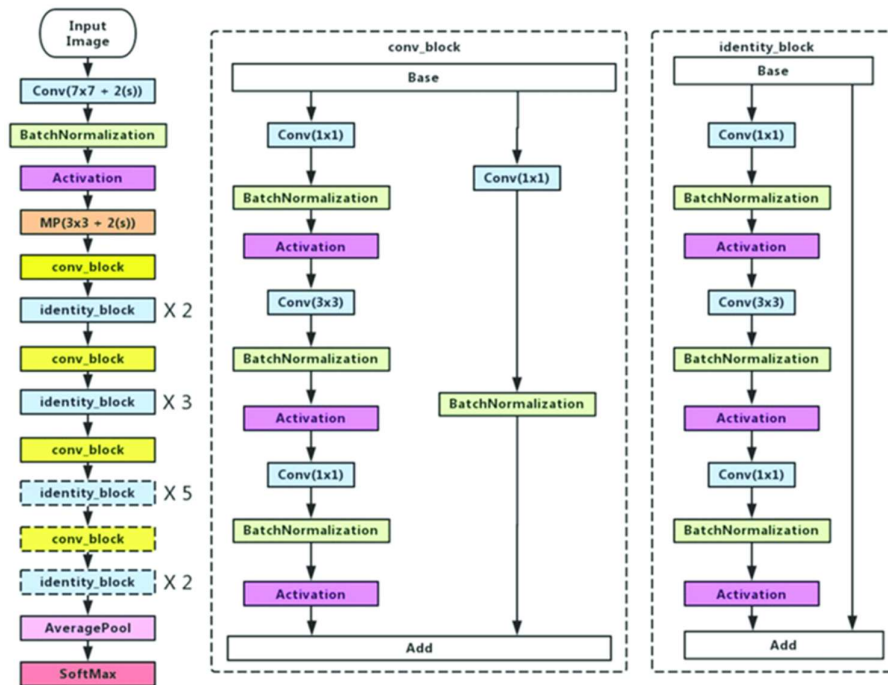 Input
Image
Conv(7x7 + 2(s))
BatchNormalization
Activation
MP(3x3 + 2(s))
conv_block
identity_block X 2
conv_block
identity_block X 3
conv_block
identity_block X 5
conv_block
identity_block X 2
AveragePool
SoftMax
conv_block
Base
Conv(1x1)
BatchNormalization
Activation
Conv(3x3)
BatchNormalization
Activation
Conv(1x1)
BatchNormalization
Activation
Conv(1x1)
BatchNormalization
Add
identity_block
Base
Conv(1x1)
BatchNormalization
Activation
Conv(3x3)
BatchNormalization
Activation
Conv(1x1)
BatchNormalization
Activation
Add